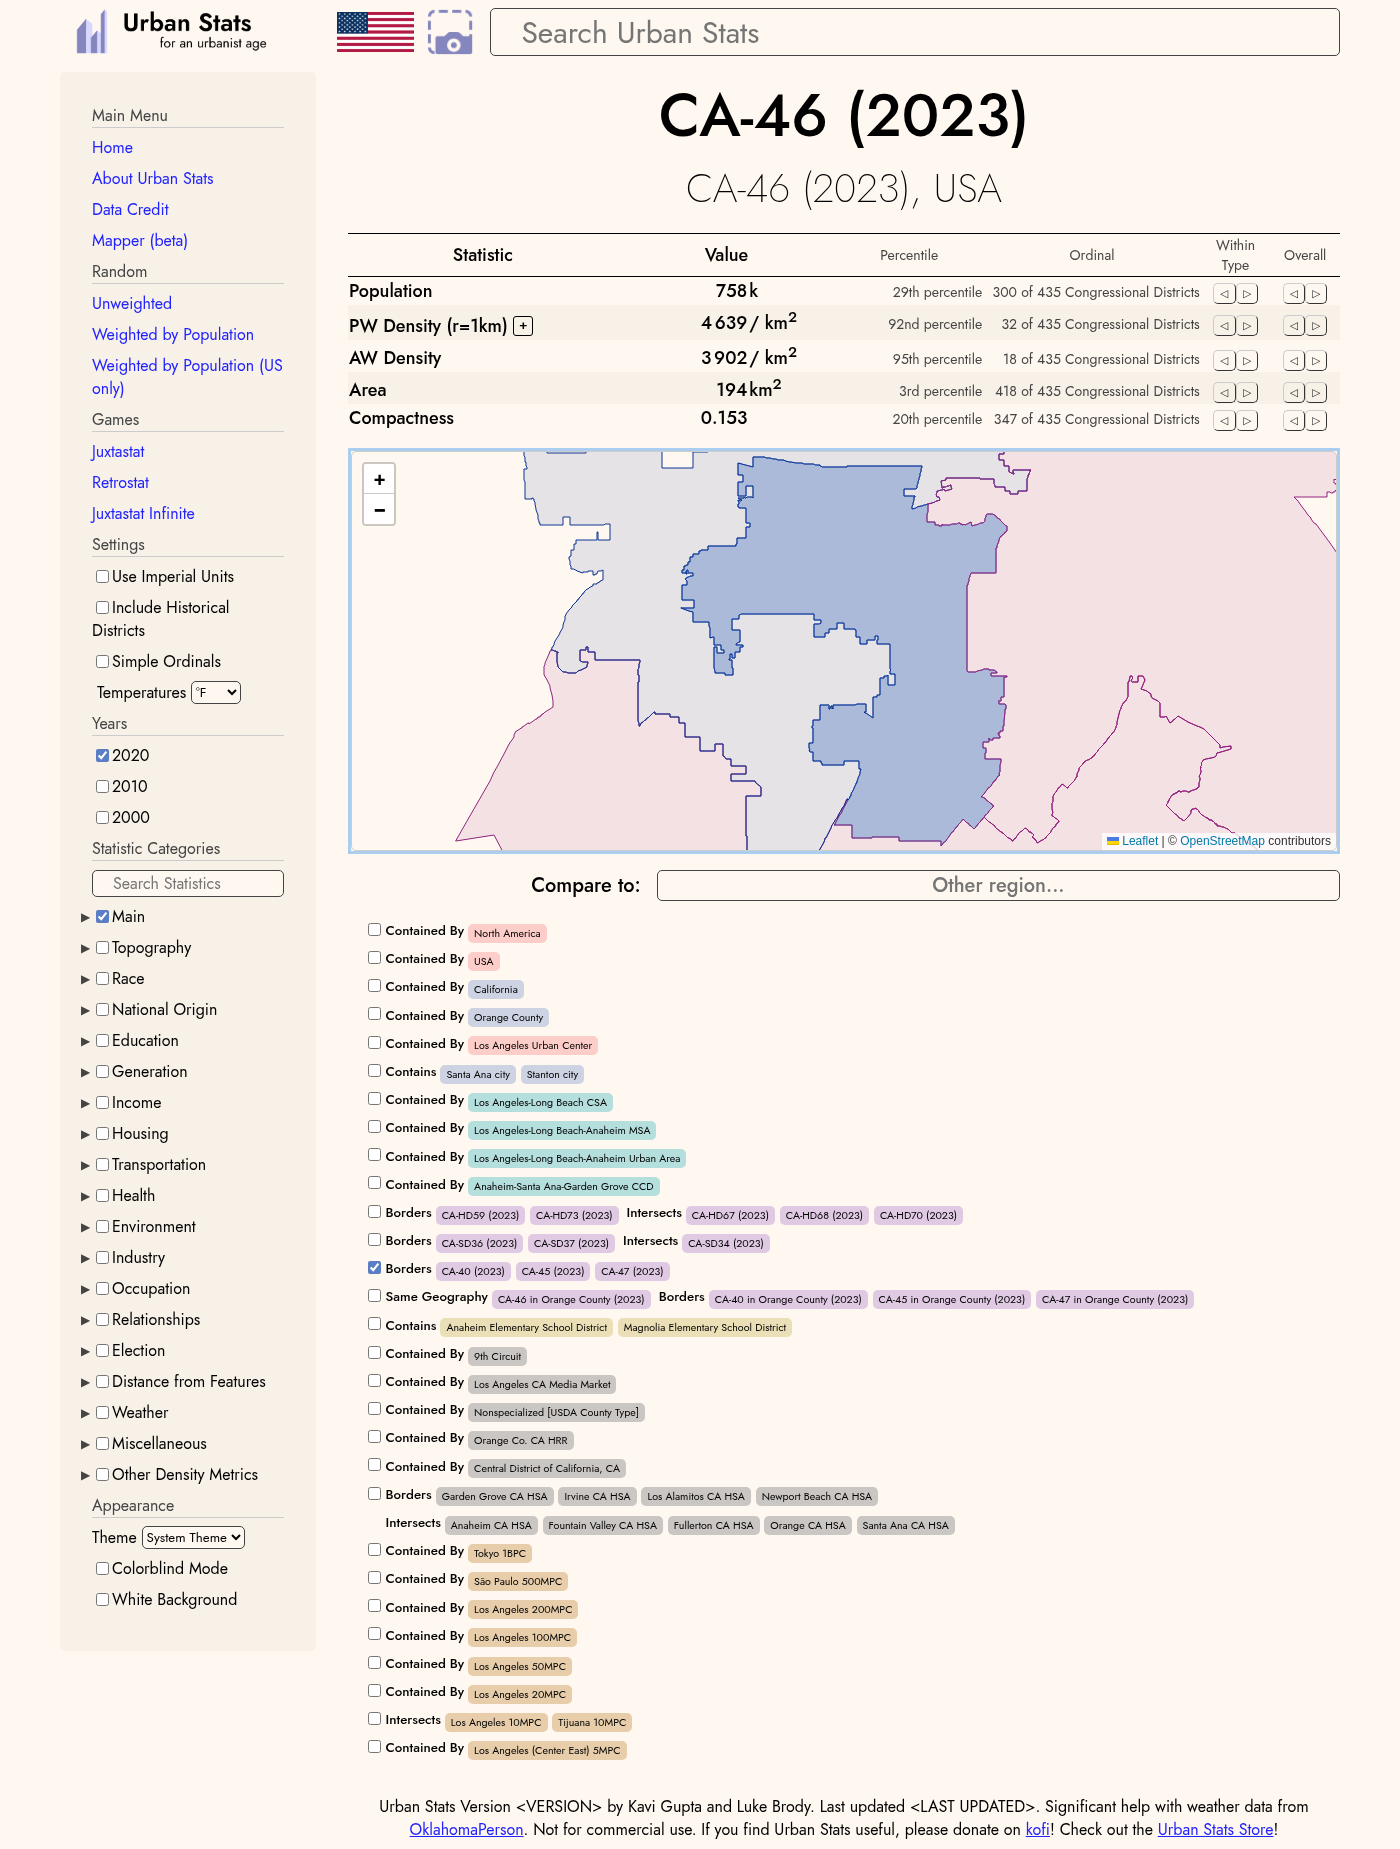 Urban Stats
for an urbanist age
Search Urban Stats
Main Menu
Home
About Urban Stats
Data Credit
Mapper (beta)
Random
Unweighted
Weighted by Population
Weighted by Population (US
only)
Games
Juxtastat
Retrostat
Juxtastat Infinite
Settings
Use Imperial Units
Include Historical
Districts
Simple Ordinals
Temperatures °F
Years
2020
2010
2000
Statistic Categories
Search Statistics
Main
Topography
Race
National Origin
Education
Generation
Income
Housing
Transportation
Health
Environment
Industry
Occupation
Relationships
Election
Distance from Features
Weather
Miscellaneous
Other Density Metrics
Appearance
Theme System Theme
Colorblind Mode
White Background
CA-46 (2023)
CA-46 (2023), USA
Statistic Value Percentile Ordinal Within Type Overall
Population 758 k 29th percentile 300 of 435 Congressional Districts
PW Density (r=1km) + 4 639 / km² 92nd percentile 32 of 435 Congressional Districts
AW Density 3 902 / km² 95th percentile 18 of 435 Congressional Districts
Area 194 km² 3rd percentile 418 of 435 Congressional Districts
Compactness 0.153 20th percentile 347 of 435 Congressional Districts
+
−
Leaflet | © OpenStreetMap contributors
Compare to: Other region...
Contained By North America
Contained By USA
Contained By California
Contained By Orange County
Contained By Los Angeles Urban Center
Contains Santa Ana city Stanton city
Contained By Los Angeles-Long Beach CSA
Contained By Los Angeles-Long Beach-Anaheim MSA
Contained By Los Angeles-Long Beach-Anaheim Urban Area
Contained By Anaheim-Santa Ana-Garden Grove CCD
Borders CA-HD59 (2023) CA-HD73 (2023) Intersects CA-HD67 (2023) CA-HD68 (2023) CA-HD70 (2023)
Borders CA-SD36 (2023) CA-SD37 (2023) Intersects CA-SD34 (2023)
Borders CA-40 (2023) CA-45 (2023) CA-47 (2023)
Same Geography CA-46 in Orange County (2023) Borders CA-40 in Orange County (2023) CA-45 in Orange County (2023) CA-47 in Orange County (2023)
Contains Anaheim Elementary School District Magnolia Elementary School District
Contained By 9th Circuit
Contained By Los Angeles CA Media Market
Contained By Nonspecialized [USDA County Type]
Contained By Orange Co. CA HRR
Contained By Central District of California, CA
Borders Garden Grove CA HSA Irvine CA HSA Los Alamitos CA HSA Newport Beach CA HSA
Intersects Anaheim CA HSA Fountain Valley CA HSA Fullerton CA HSA Orange CA HSA Santa Ana CA HSA
Contained By Tokyo 1BPC
Contained By São Paulo 500MPC
Contained By Los Angeles 200MPC
Contained By Los Angeles 100MPC
Contained By Los Angeles 50MPC
Contained By Los Angeles 20MPC
Intersects Los Angeles 10MPC Tijuana 10MPC
Contained By Los Angeles (Center East) 5MPC
Urban Stats Version <VERSION> by Kavi Gupta and Luke Brody. Last updated <LAST UPDATED>. Significant help with weather data from
OklahomaPerson. Not for commercial use. If you find Urban Stats useful, please donate on kofi! Check out the Urban Stats Store!